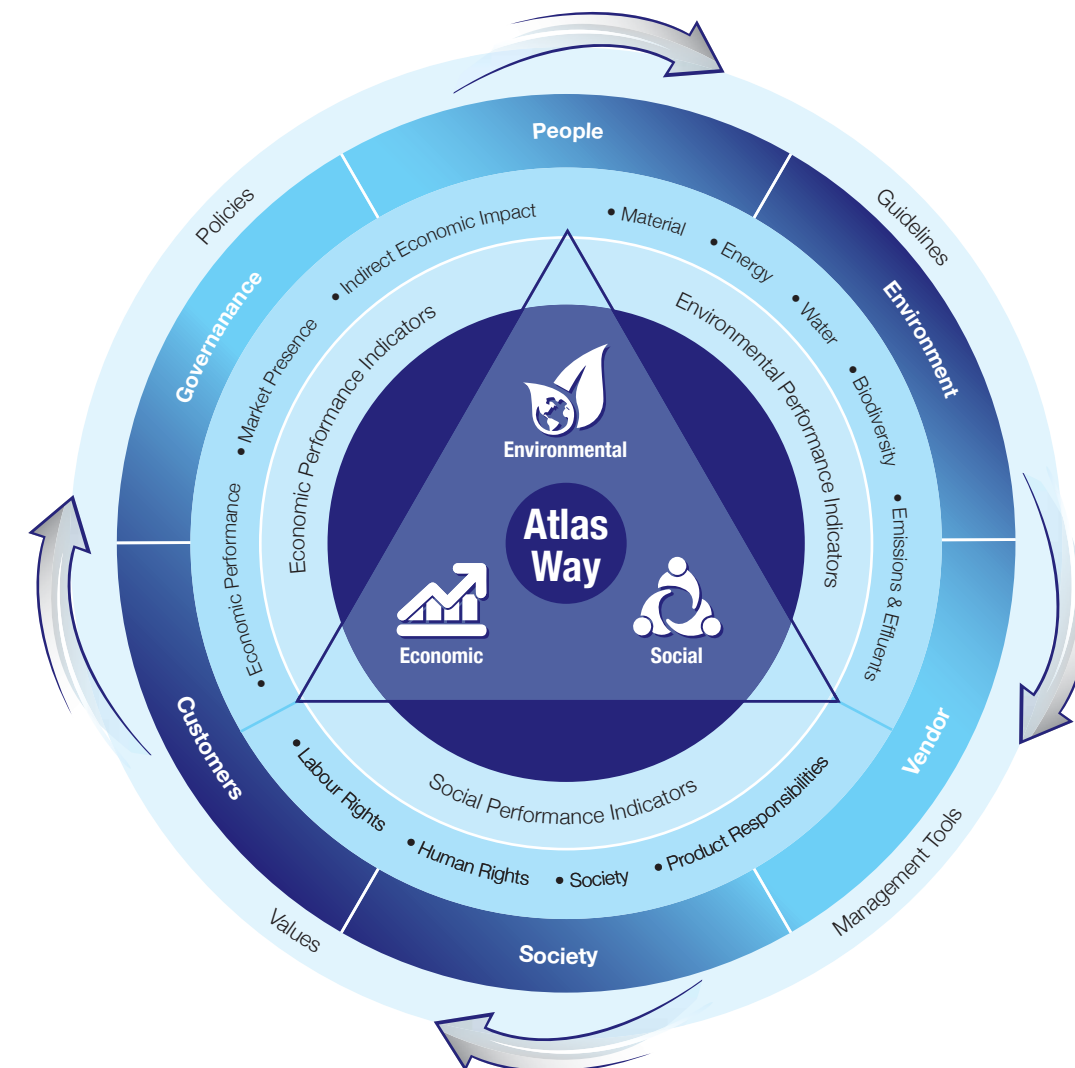 People
Policies
Guidelines
Governanance
Environment
• Indirect Economic Impact
• Material
• Energy
• Market Presence
• Water
• Economic Performance
• Biodiversity
• Emissions & Effluents
Economic Performance Indicators
Environmental Performance Indicators
Environmental
Atlas
Way
Economic
Social
Customers
Vendor
Social Performance Indicators
• Labour Rights
• Human Rights
• Society
• Product Responsibilities
Values
Management Tools
Society